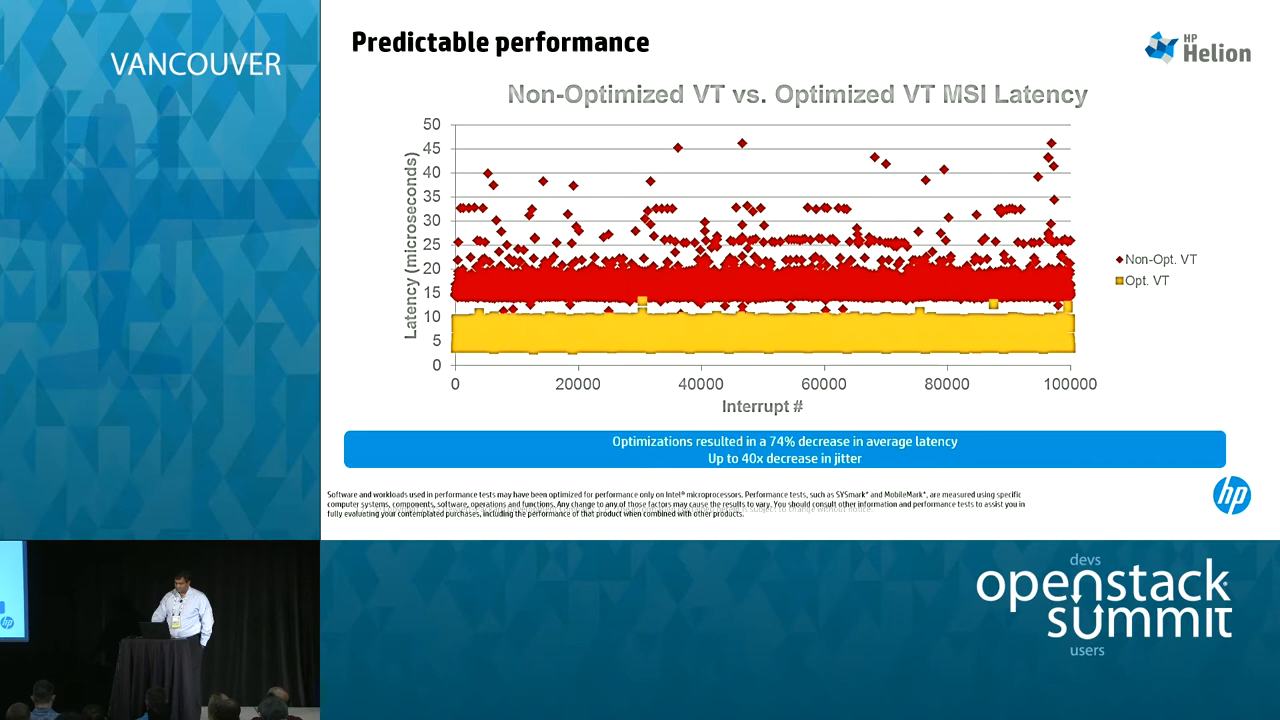 VANCOUVER
Predictable performance
HP
Helion
Non-Optimized VT vs. Optimized VT MSI Latency
50
45
40
35
30
25
20
15
10
5
0
Latency (microseconds)
0 20000 40000 60000 80000 100000
Interrupt #
Non-Opt. VT
Opt. VT
Optimizations resulted in a 74% decrease in average latency
Up to 40x decrease in jitter
Software and workloads used in performance tests may have been optimized for performance only on Intel® microprocessors. Performance tests, such as SYSmark* and MobileMark*, are measured using specific
computer systems, components, software, operations and functions. Any change to any of those factors may cause the results to vary. You should consult other information and performance tests to assist you in
fully evaluating your contemplated purchases, including the performance of that product when combined with other products.
is subject to change without notice.
hp
hp
devs
openstack
summit
users